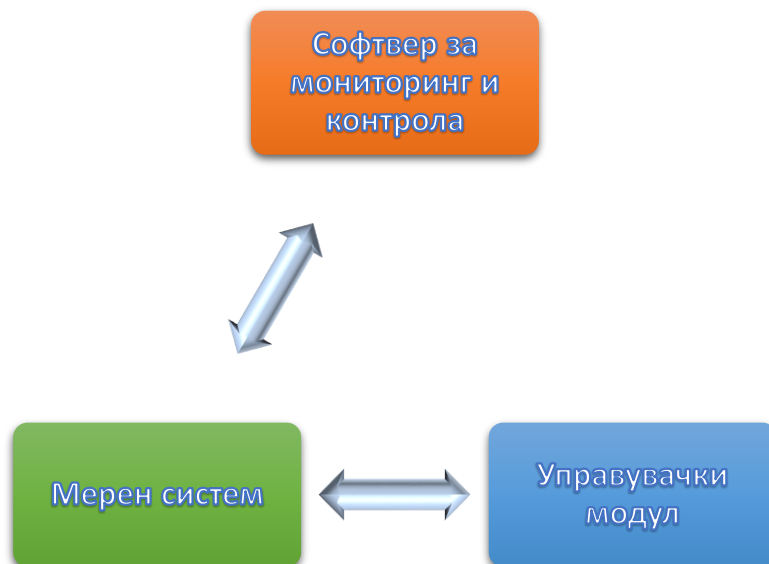 Софтвер за
мониторинг и
контрола
Мерен систем
Управувачки
модул